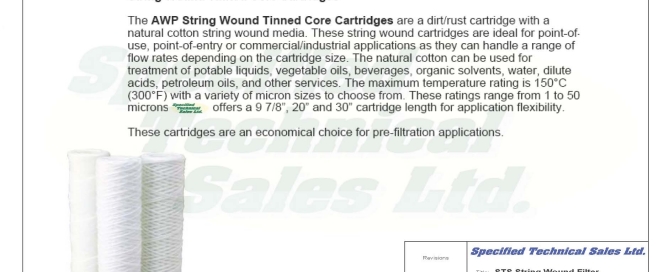 The AWP String Wound Tinned Core Cartridges are a dirt/rust cartridge with a
natural cotton string wound media. These string wound cartridges are ideal for point-of-
use, point-of-entry or commercial/industrial applications as they can handle a range of
flow rates depending on the cartridge size. The natural cotton can be used for
treatment of potable liquids, vegetable oils, beverages, organic solvents, water, dilute
acids, petroleum oils, and other services. The maximum temperature rating is 150°C
(300°F) with a variety of micron sizes to choose from. These ratings range from 1 to 50
microns Specified Technical Sales Ltd. offers a 9 7/8", 20" and 30" cartridge length for application flexibility.
These cartridges are an economical choice for pre-filtration applications.
Technical
Sales Ltd.
Revisions
Specified Technical Sales Ltd.
STS String Wound Filter